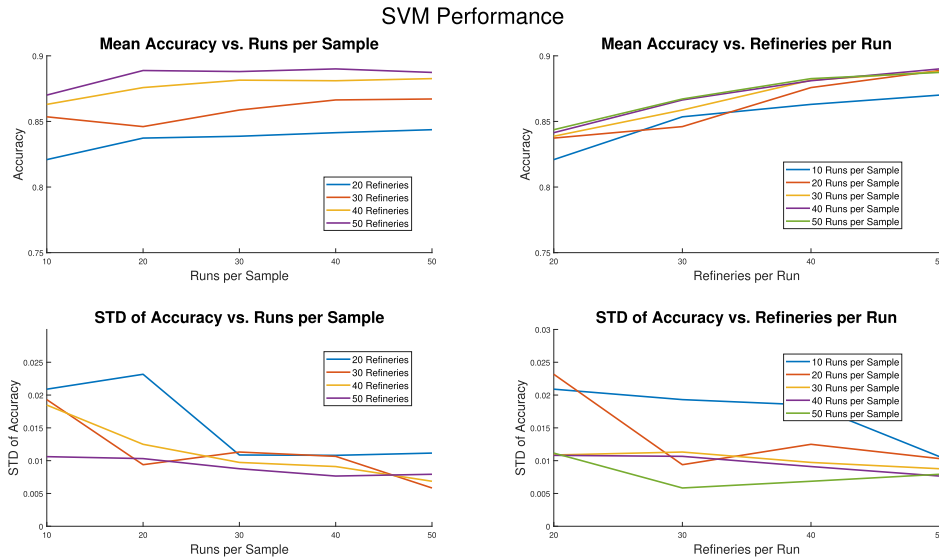 SVM Performance
Mean Accuracy vs. Runs per Sample
0.9
0.85
0.8
0.75
Accuracy
20 Refineries
30 Refineries
40 Refineries
50 Refineries
10 20 30 40 50
Runs per Sample
Mean Accuracy vs. Refineries per Run
0.9
0.85
0.8
0.75
Accuracy
10 Runs per Sample
20 Runs per Sample
30 Runs per Sample
40 Runs per Sample
50 Runs per Sample
20 30 40
Refineries per Run
STD of Accuracy vs. Runs per Sample
0.025
0.02
0.015
0.01
0.005
0
STD of Accuracy
20 Refineries
30 Refineries
40 Refineries
50 Refineries
10 20 30 40 50
Runs per Sample
STD of Accuracy vs. Refineries per Run
0.03
0.025
0.02
0.015
0.01
0.005
0
STD of Accuracy
10 Runs per Sample
20 Runs per Sample
30 Runs per Sample
40 Runs per Sample
50 Runs per Sample
20 30 40
Refineries per Run